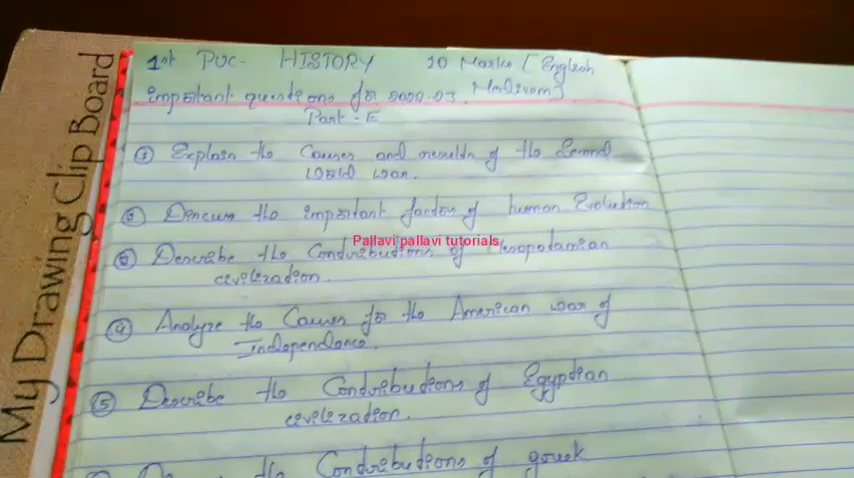 My Drawing Clip Board
1st PUC. HISTORY 10 Marks [English
important questions for 2022-23. Medium]
Part - E
Explain the Causes and results of the Second
World war.
Discuss the important factors of human Evolution
Pallavi pallavi tutorials
Describe the Contributions of Mesopotamian
civilization.
④ Analyze the Causes for the American war of
Independence.
⑤ Describe the Contributions of Egyptian
civilization.
the Contributions of greek